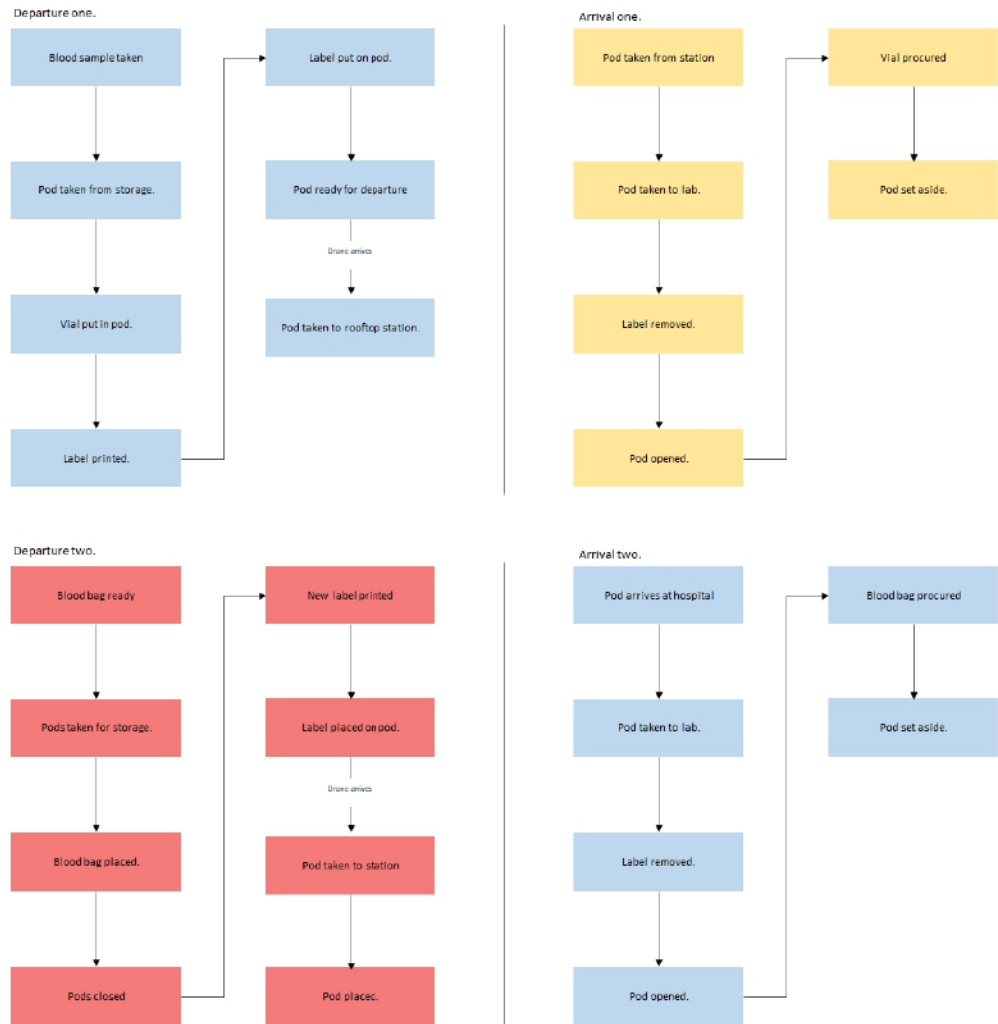 Departure one.
Blood sample taken
Pod taken from storage.
Vial put in pod.
Label printed.
Label put on pod.
Pod ready for departure
Drone arrives
Pod taken to rooftop station.
Arrival one.
Pod taken from station
Pod taken to lab.
Label removed.
Pod opened.
Vial procured
Pod set aside.
Departure two.
Blood bag ready
Pods taken for storage.
Blood bag placed.
Pods closed
New label printed
Label placed on pod.
Drone arrives
Pod taken to station
Pod placed.
Arrival two.
Pod arrives at hospital
Pod taken to lab.
Label removed.
Pod opened.
Blood bag procured
Pod set aside.